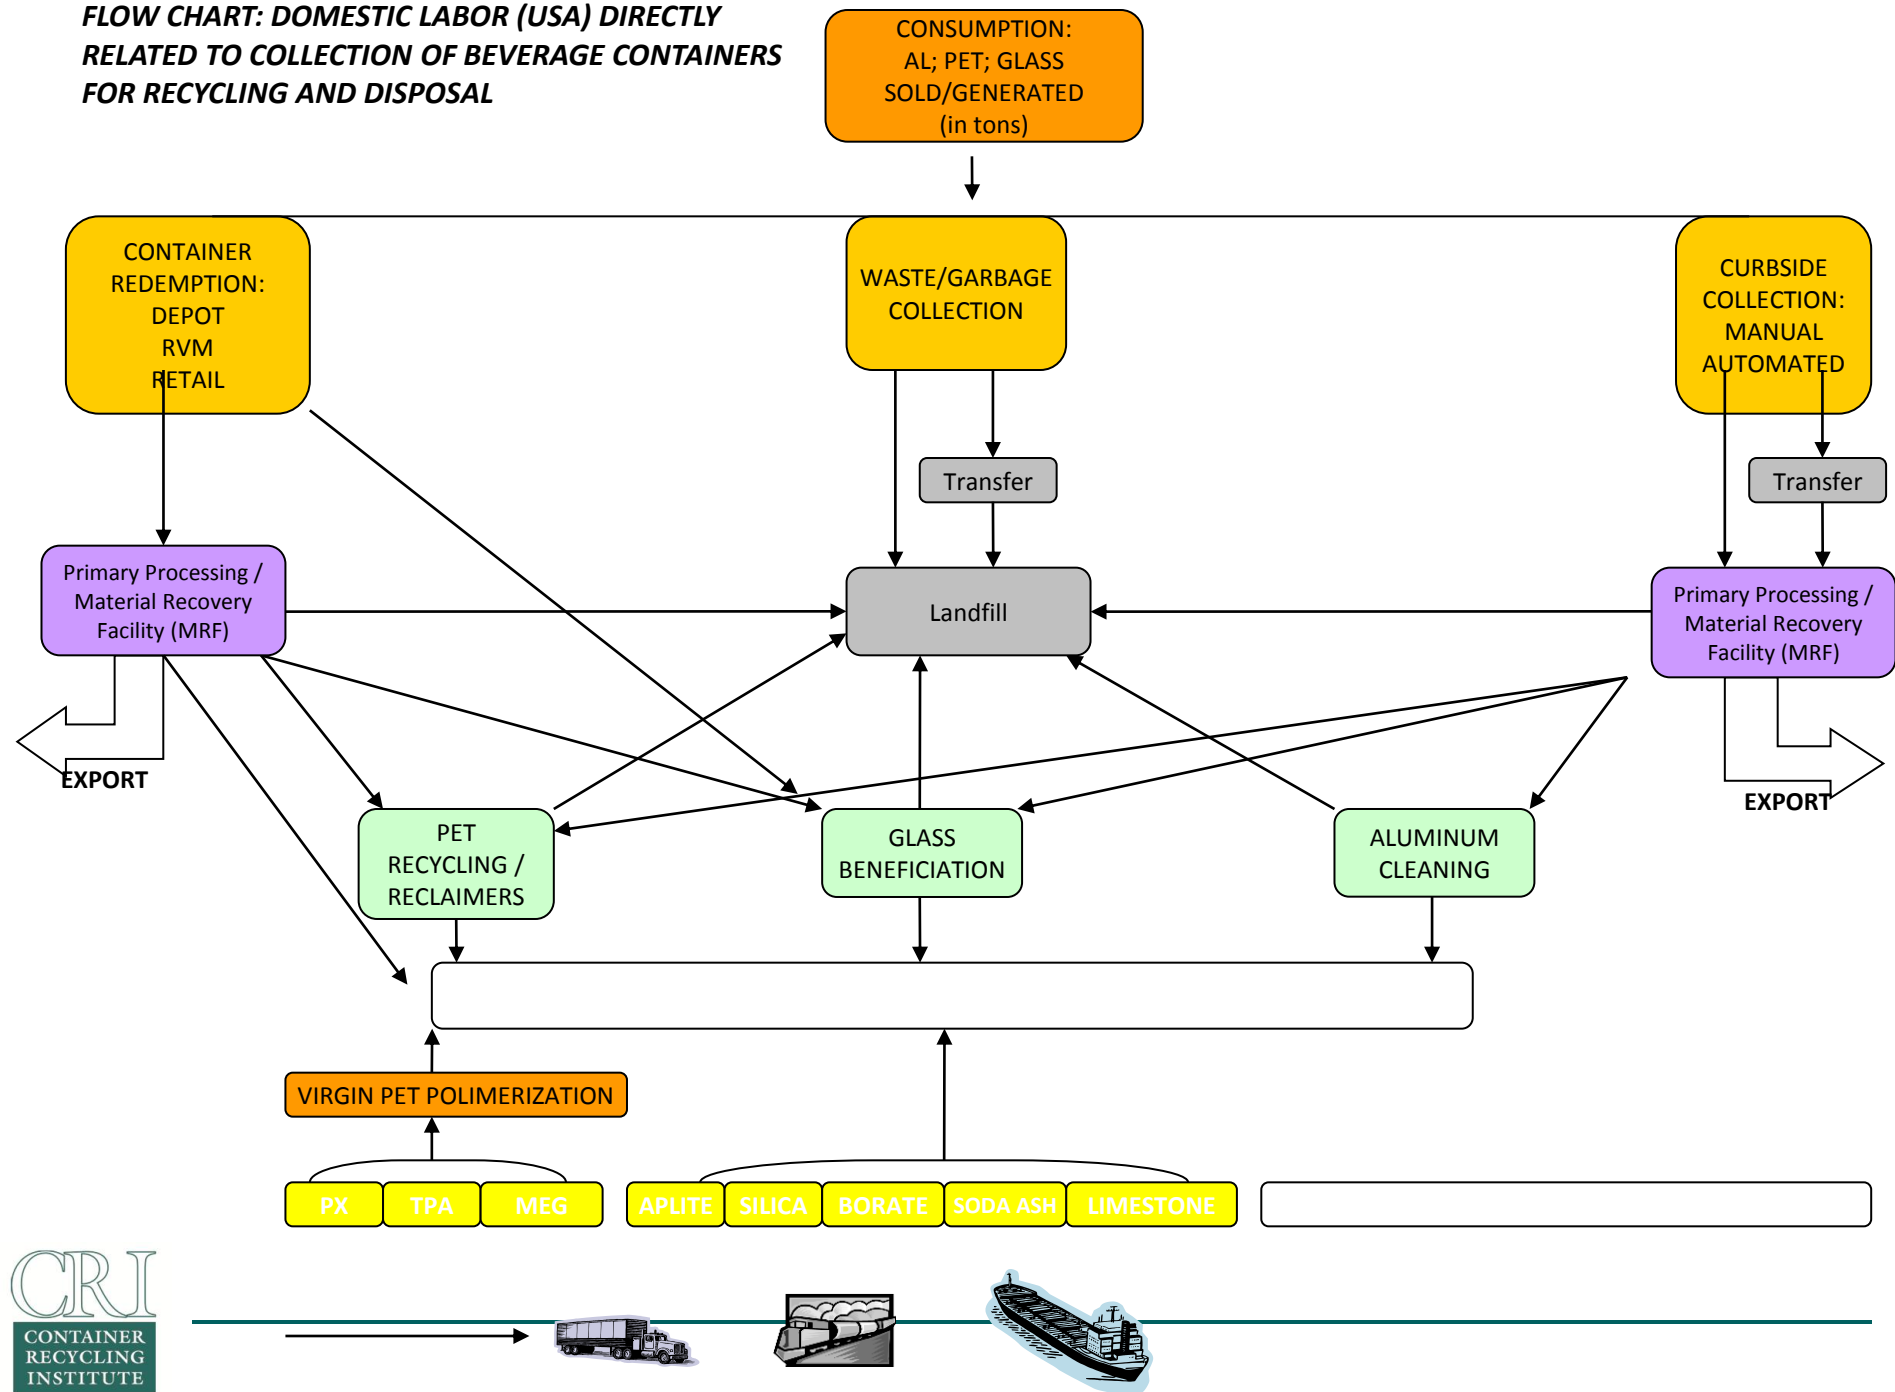 FLOW CHART: DOMESTIC LABOR (USA) DIRECTLY
RELATED TO COLLECTION OF BEVERAGE CONTAINERS
FOR RECYCLING AND DISPOSAL
CONSUMPTION:
AL; PET; GLASS
SOLD/GENERATED
(in tons)
CONTAINER
REDEMPTION:
DEPOT
RVM
RETAIL
WASTE/GARBAGE
COLLECTION
CURBSIDE
COLLECTION:
MANUAL
AUTOMATED
Transfer
Transfer
Primary Processing /
Material Recovery
Facility (MRF)
Landfill
Primary Processing /
Material Recovery
Facility (MRF)
EXPORT
EXPORT
PET
RECYCLING /
RECLAIMERS
GLASS
BENEFICIATION
ALUMINUM
CLEANING
VIRGIN PET POLIMERIZATION
PX
TPA
MEG
APLITE
SILICA
BORATE
SODA ASH
LIMESTONE
CRI
CONTAINER
RECYCLING
INSTITUTE